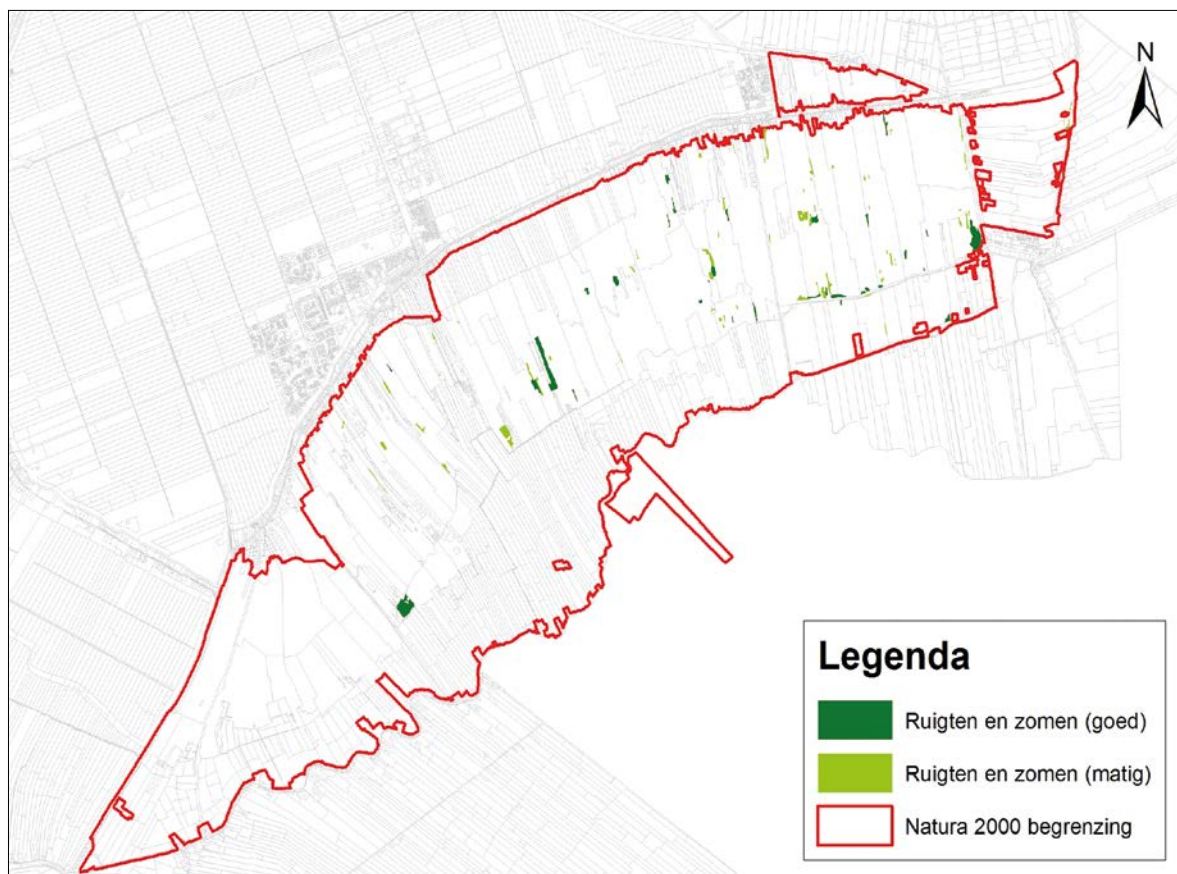 N
Legenda
Ruigten en zomen (goed)
Ruigten en zomen (matig)
Natura 2000 begrenzing